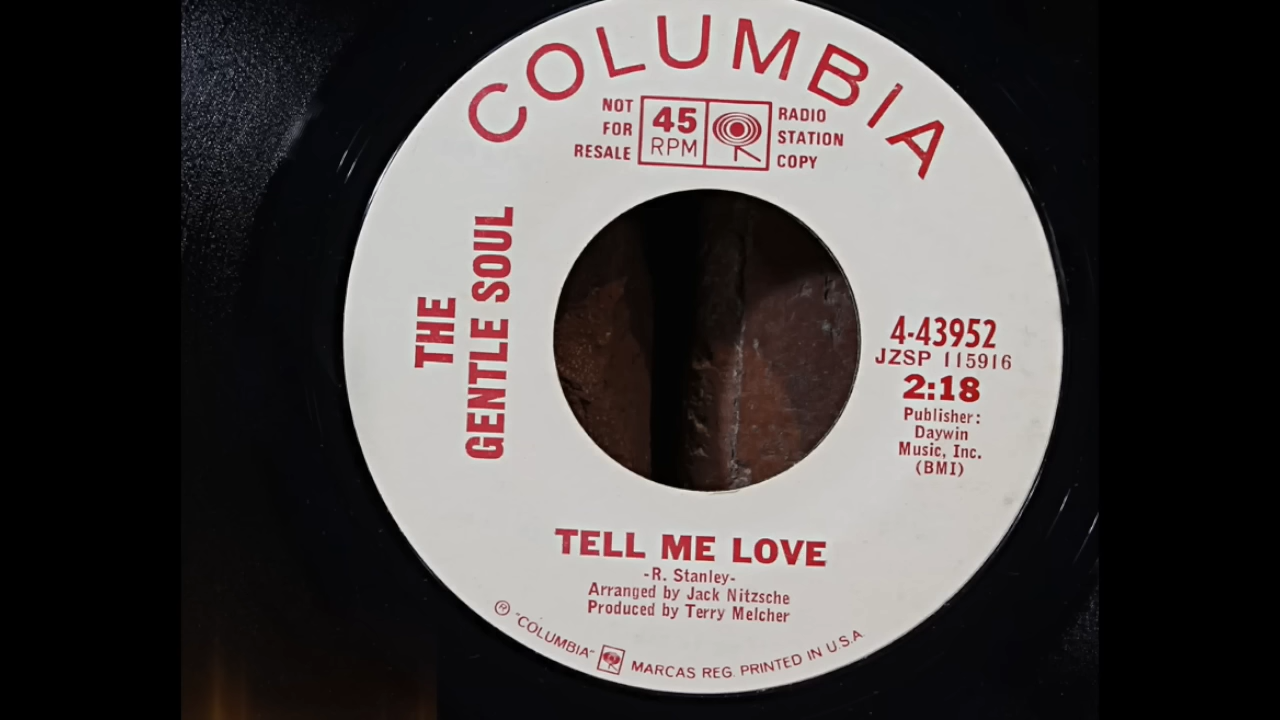 COLUMBIA
NOT
FOR
RESALE
45
RPM
RADIO
STATION
COPY
THE
GENTLE SOUL
4-43952
JZSP 115916
2:18
Publisher:
Daywin
Music, Inc.
(BMI)
TELL ME LOVE
-R. Stanley-
Arranged by Jack Nitzsche
Produced by Terry Melcher
® "COLUMBIA" MARCAS REG. PRINTED IN U.S.A.